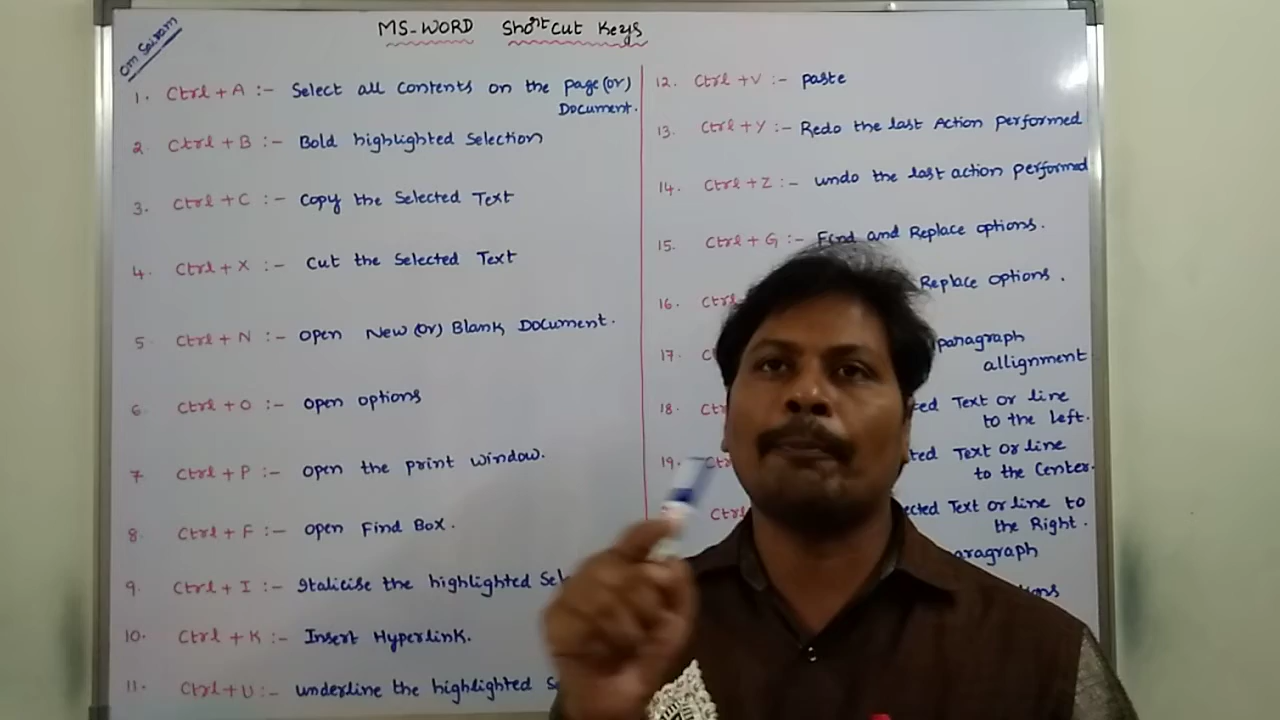 Om Sairam
MS-WORD Shortcut Keys
1. Ctrl + A :- Select all contents on the page (or)
Document.
2. Ctrl + B :- Bold highlighted Selection
3. Ctrl + C :- Copy the Selected Text
4. Ctrl + X :- Cut the Selected Text
5. Ctrl + N :- Open New (or) Blank Document.
6. Ctrl + O :- Open options
7. Ctrl + P :- Open the print window.
8. Ctrl + F :- Open Find Box.
9. Ctrl + I :- Italicise the highlighted Sel
10. Ctrl + K :- Insert Hyperlink.
11. Ctrl + U :- underline the highlighted S
12. Ctrl + V :- paste
13. Ctrl + Y :- Redo the last Action performed
14. Ctrl + Z :- undo the last action performed
15. Ctrl + G :- Find and Replace options.
16. Ctrl Replace options.
17. C paragraph
allignment
18. Ctr ted Text or line
to the left.
19. Ctr ted Text or line
to the Center.
Ctrl ected Text or line to
the Right.
aragraph
ons